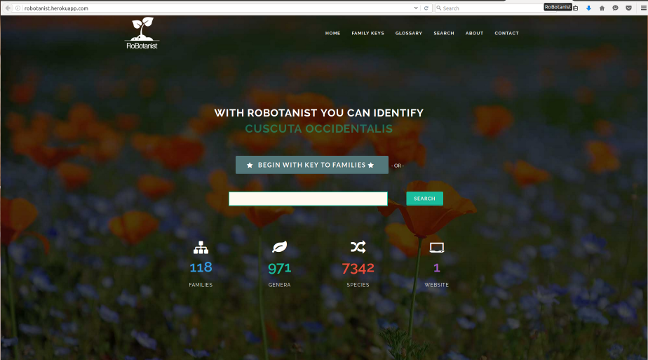 robotanist.herokuapp.com
Search
RoBotanist
RoBotanist
HOME FAMILY KEYS GLOSSARY SEARCH ABOUT CONTACT
WITH ROBOTANIST YOU CAN IDENTIFY
CUSCUTA OCCIDENTALIS
BEGIN WITH KEY TO FAMILIES
OR
SEARCH
118 971 7342 1
FAMILIES GENERA SPECIES WEBSITE